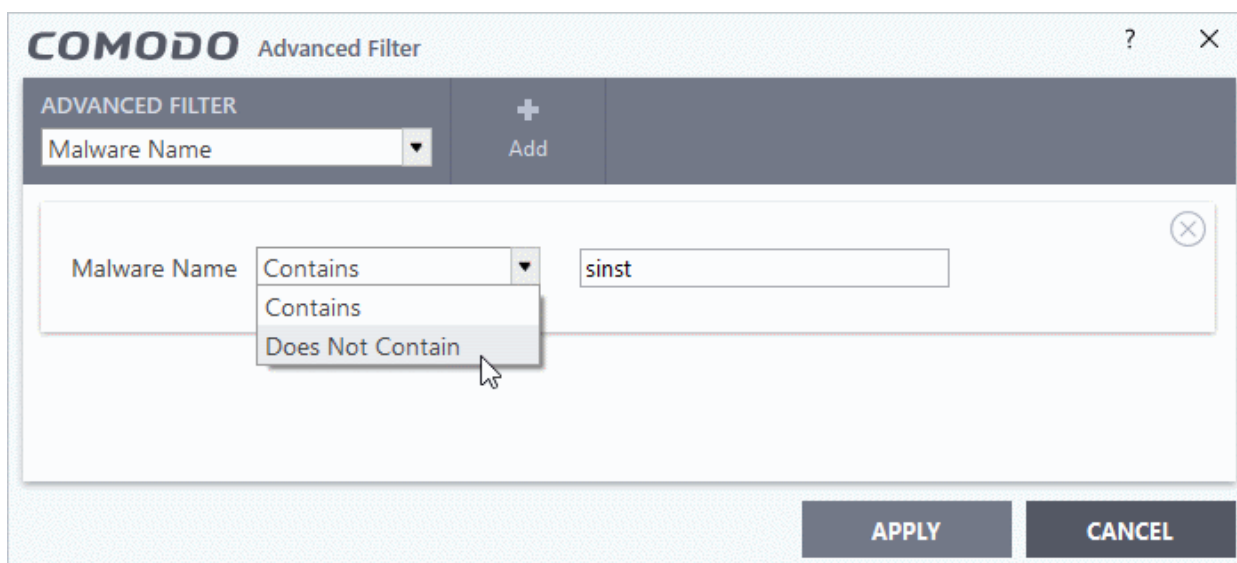 COMODO Advanced Filter ?
ADVANCED FILTER
Malware Name
Add
Malware Name Contains sinst
Contains
Does Not Contain
APPLY CANCEL